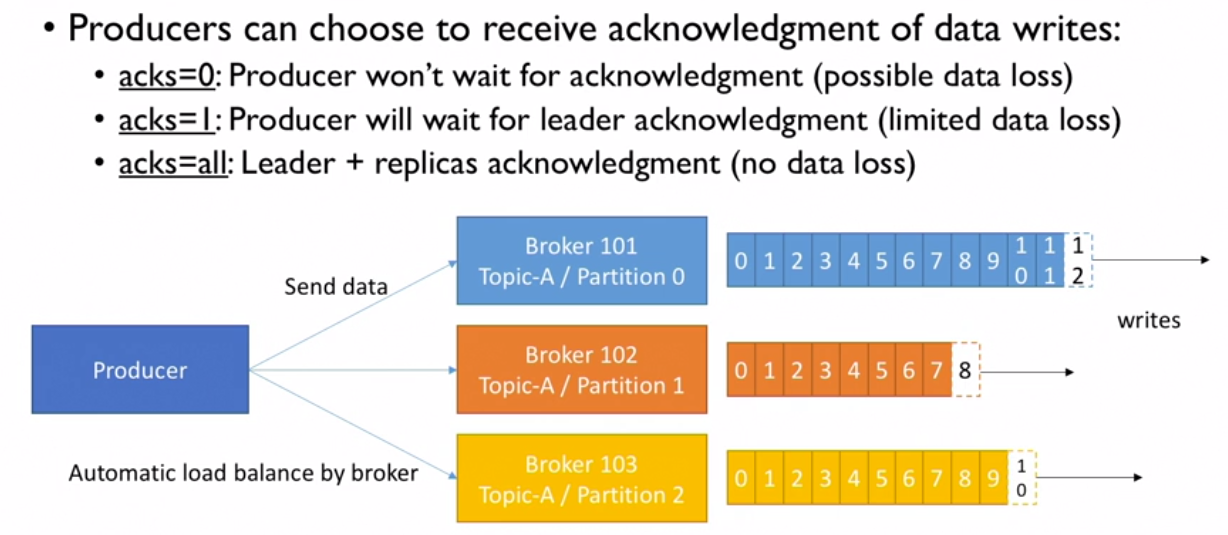 • Producers can choose to receive acknowledgment of data writes:
• acks=0: Producer won't wait for acknowledgment (possible data loss)
• acks=1: Producer will wait for leader acknowledgment (limited data loss)
• acks=all: Leader + replicas acknowledgment (no data loss)
Broker 101
Topic-A / Partition 0
0 1 2 3 4 5 6 7 8 9 10 11 12
Send data
writes
Producer
Broker 102
Topic-A / Partition 1
0 1 2 3 4 5 6 7 8
Automatic load balance by broker
Broker 103
Topic-A / Partition 2
0 1 2 3 4 5 6 7 8 9 10